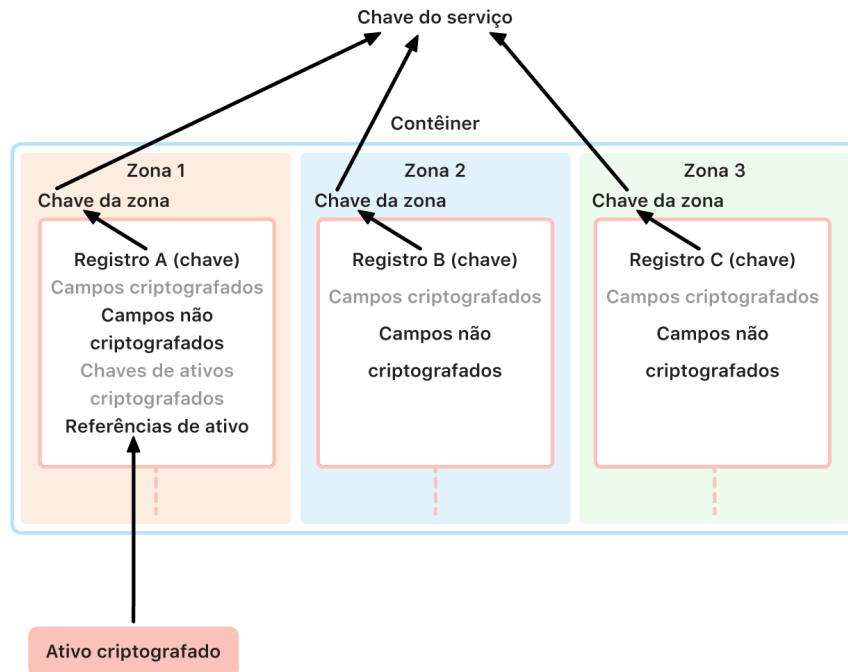 Chave do serviço
Contêiner
Zona 1
Chave da zona
Registro A (chave)
Campos criptografados
Campos não
criptografados
Chaves de ativos
criptografados
Referências de ativo
Zona 2
Chave da zona
Registro B (chave)
Campos criptografados
Campos não
criptografados
Zona 3
Chave da zona
Registro C (chave)
Campos criptografados
Campos não
criptografados
Ativo criptografado